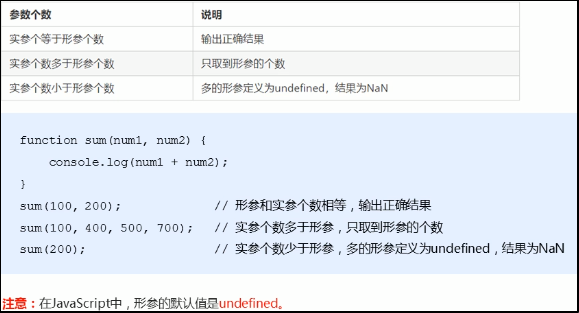 参数个数 说明
实参个等于形参个数 输出正确结果
实参个数多于形参个数 只取到形参的个数
实参个数小于形参个数 多的形参定义为undefined，结果为NaN
function sum(num1, num2) {
    console.log(num1 + num2);
}
sum(100, 200); // 形参和实参个数相等，输出正确结果
sum(100, 400, 500, 700); // 实参个数多于形参，只取到形参的个数
sum(200); // 实参个数少于形参，多的形参定义为undefined，结果为NaN
注意：在JavaScript中，形参的默认值是undefined。